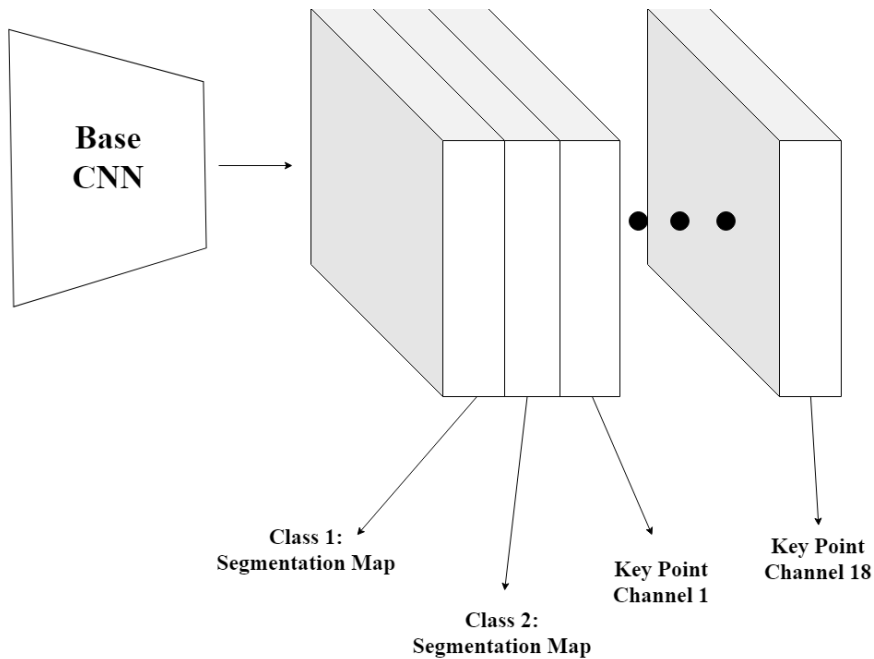 Base
CNN
Class 1:
Segmentation Map
Class 2:
Segmentation Map
Key Point
Channel 1
Key Point
Channel 18